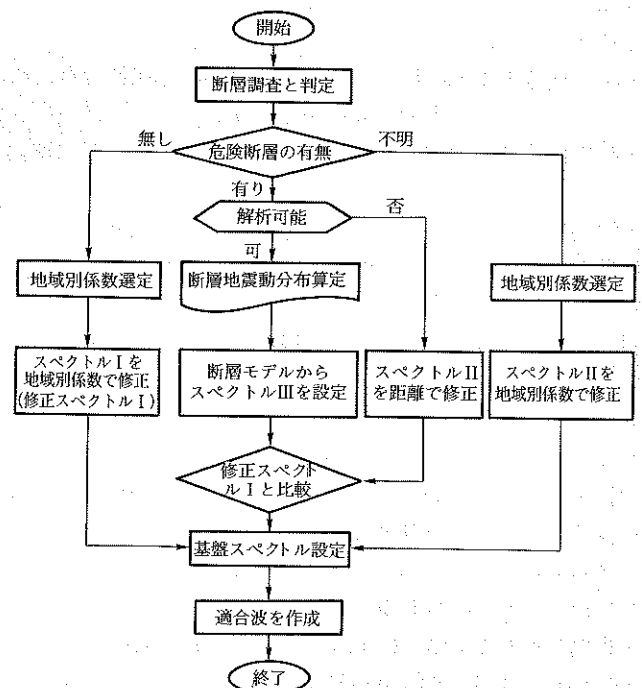 開始
断層調査と判定
無し
危険断層の有無
不明
有り
解析可能
否
可
地域別係数選定
断層地震動分布算定
地域別係数選定
スペクトルⅠを
地域別係数で修正
(修正スペクトルⅠ)
断層モデルから
スペクトルⅢを設定
スペクトルⅡ
を距離で修正
スペクトルⅡを
地域別係数で修正
修正スペクト
ルⅠと比較
基盤スペクトル設定
適合波を作成
終了